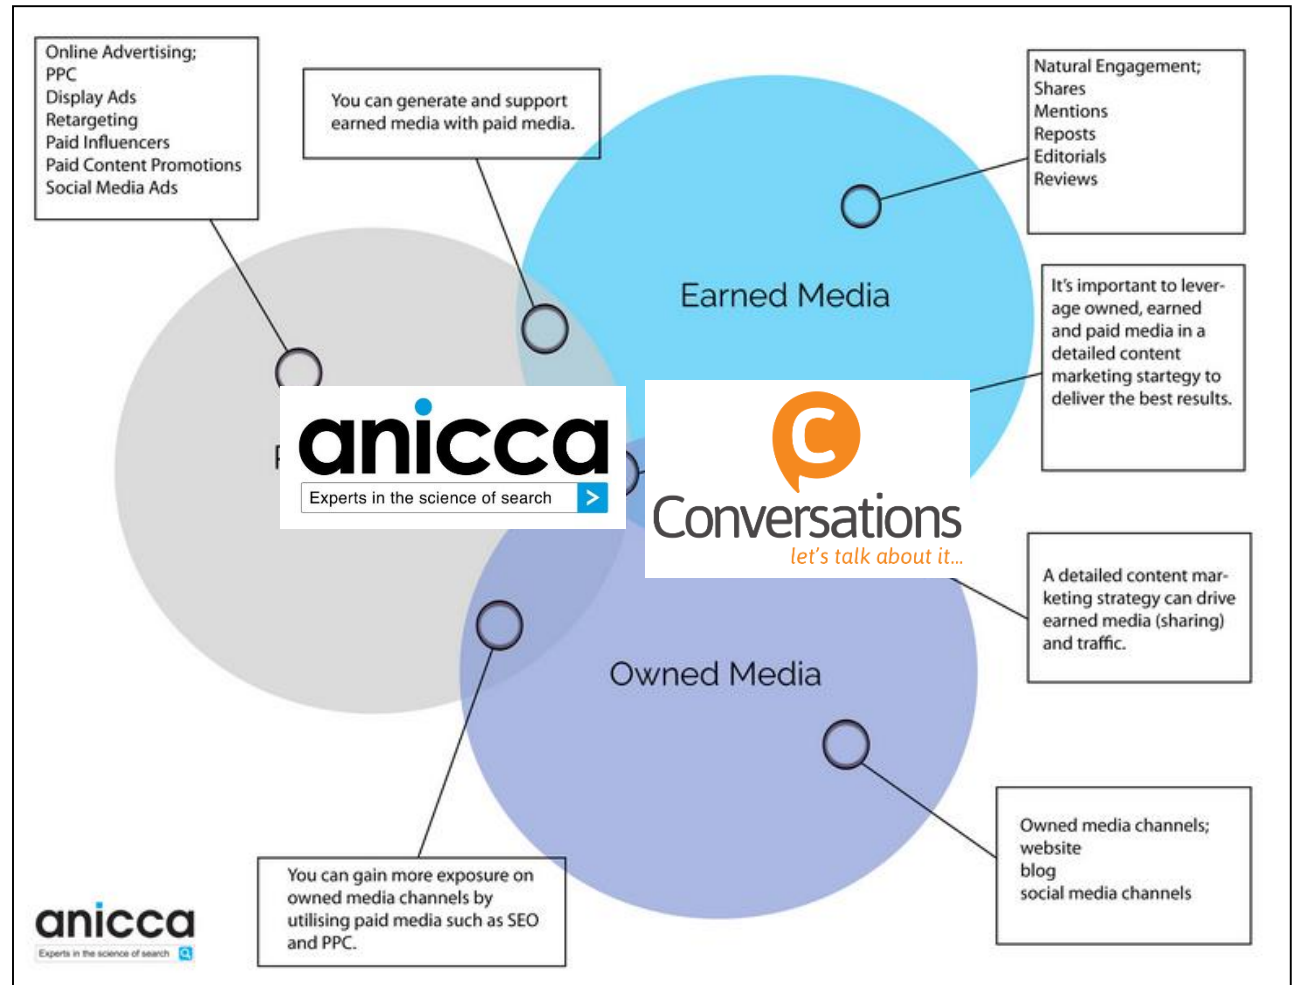 Online Advertising;
PPC
Display Ads
Retargeting
Paid Influencers
Paid Content Promotions
Social Media Ads
You can generate and support
earned media with paid media.
Natural Engagement;
Shares
Mentions
Reposts
Editorials
Reviews
Earned Media
It's important to lever-
age owned, earned
and paid media in a
detailed content
marketing startegy to
deliver the best results.
anicca
Experts in the science of search
C
Conversations
let's talk about it...
A detailed content mar-
keting strategy can drive
earned media (sharing)
and traffic.
Owned Media
Owned media channels;
website
blog
social media channels
You can gain more exposure on
owned media channels by
utilising paid media such as SEO
and PPC.
anicca
Experts in the science of search